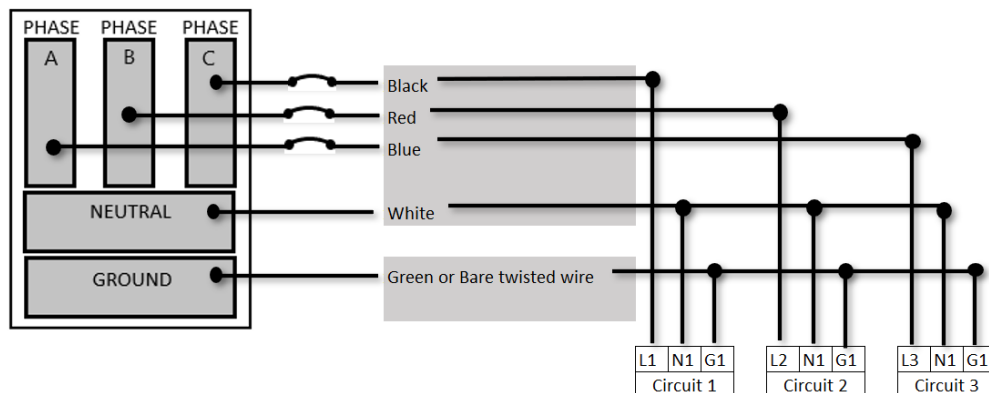 PHASE PHASE PHASE
A B C
Black
Red
Blue
NEUTRAL
White
GROUND
Green or Bare twisted wire
L1 N1 G1 L2 N1 G1 L3 N1 G1
Circuit 1 Circuit 2 Circuit 3